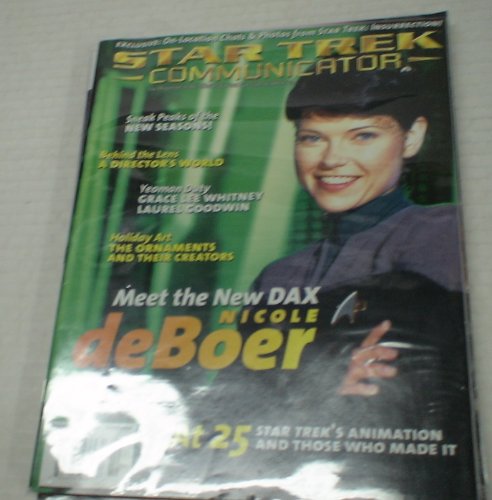 EXCLUSIVE: On-Location Chats & Photos from Star Trek: Insurrection!
STAR TREK
COMMUNICATOR
Sneak Peaks of the
NEW SEASONS!
Behind the Lens
A DIRECTOR'S WORLD
Yeoman Duty
GRACE LEE WHITNEY
LAUREL GOODWIN
Holiday Art
THE ORNAMENTS
AND THEIR CREATORS
Meet the New DAX
NICOLE
deBoer
At 25 STAR TREK'S ANIMATION
AND THOSE WHO MADE IT